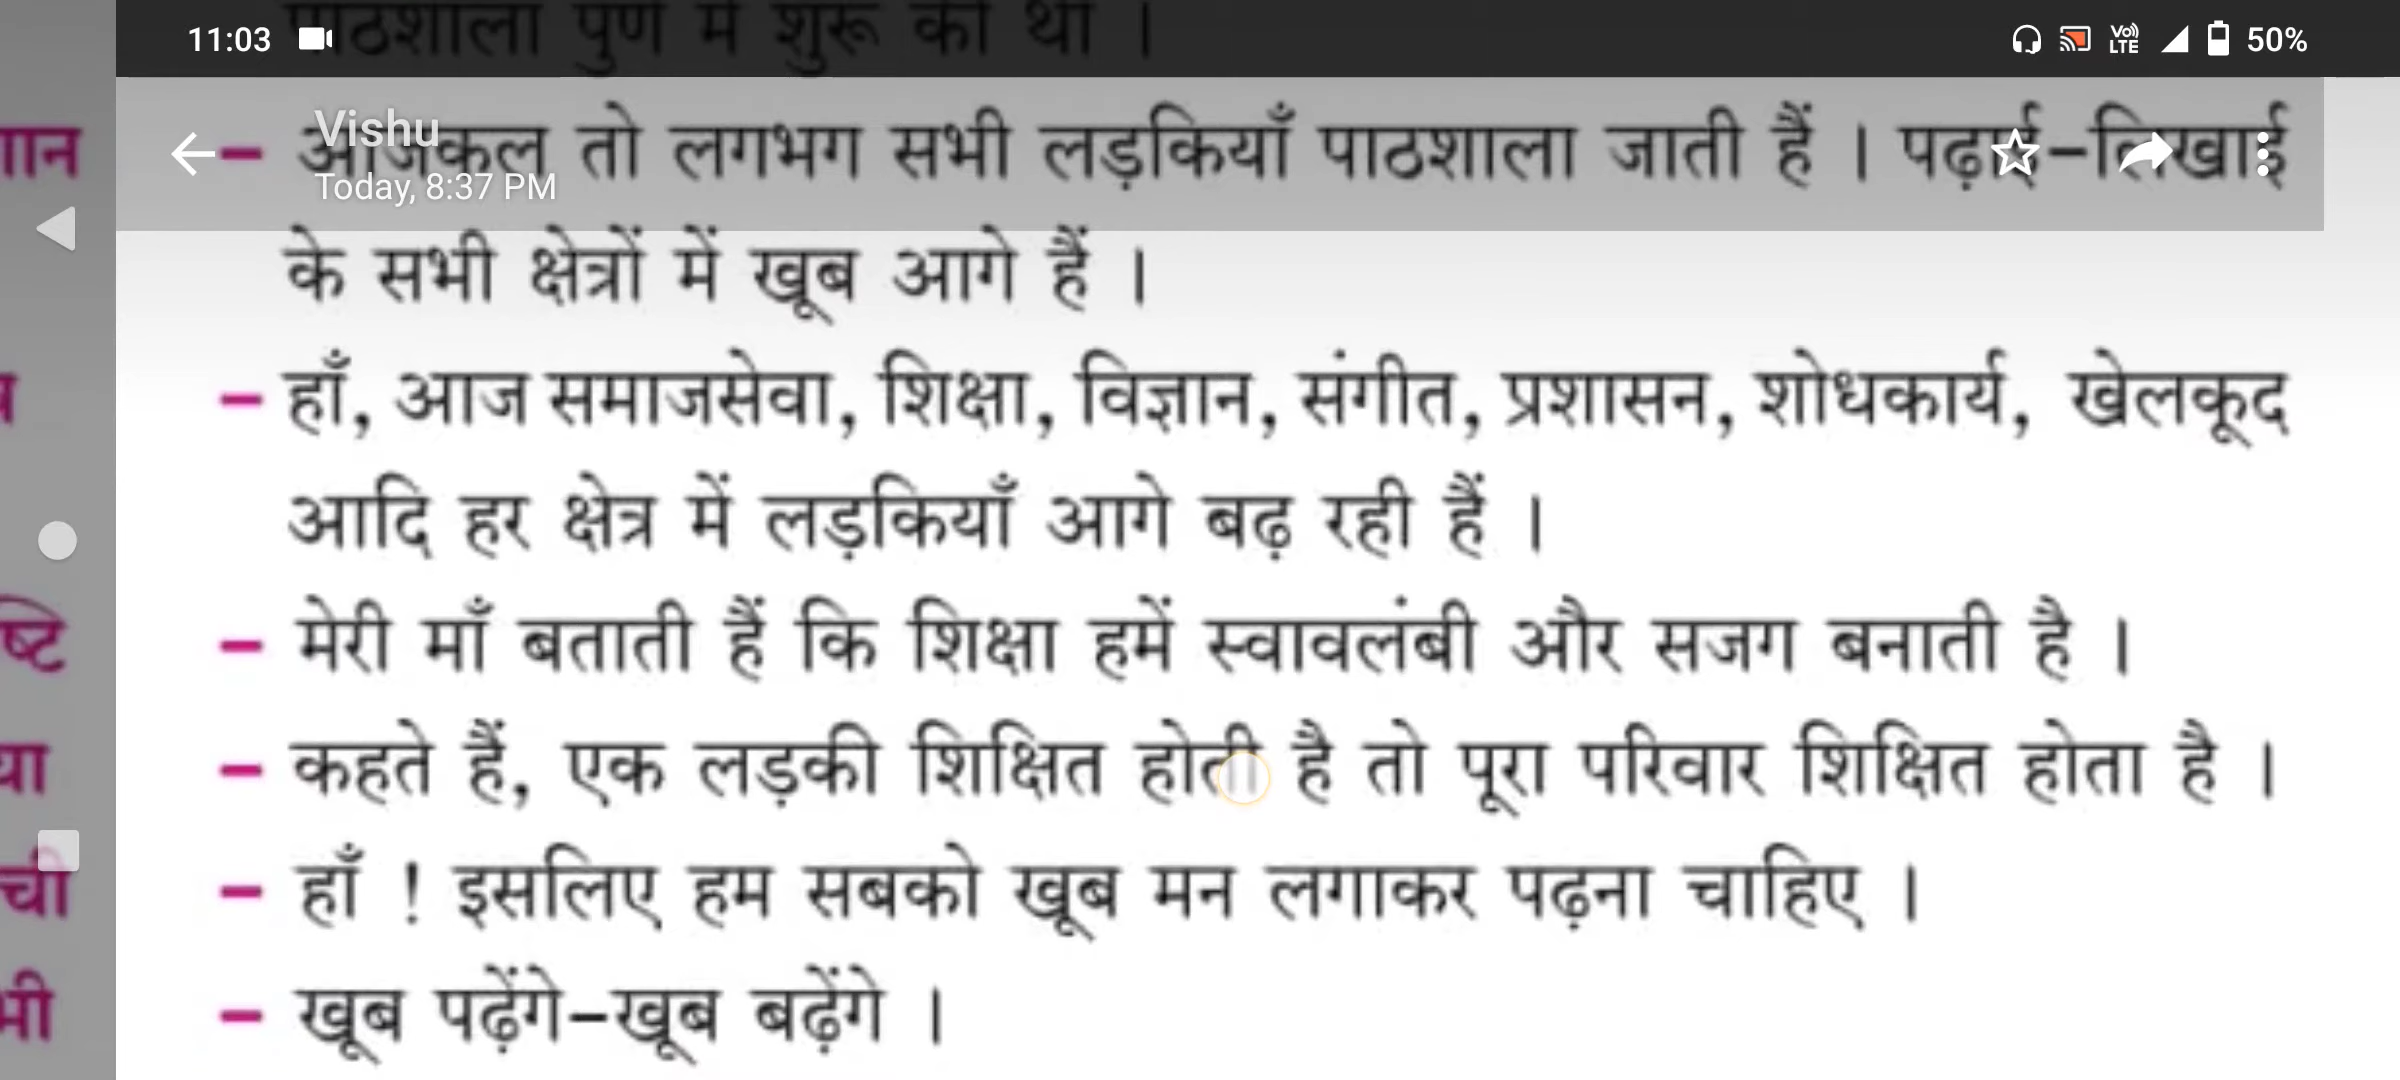 पाठशाला पुणे में शुरू की थी ।
11:03
50%
Vishu
Today, 8:37 PM
– आजकल तो लगभग सभी लड़कियाँ पाठशाला जाती हैं । पढ़ाई–लिखाई
के सभी क्षेत्रों में खूब आगे हैं ।
– हाँ, आज समाजसेवा, शिक्षा, विज्ञान, संगीत, प्रशासन, शोधकार्य, खेलकूद
आदि हर क्षेत्र में लड़कियाँ आगे बढ़ रही हैं ।
– मेरी माँ बताती हैं कि शिक्षा हमें स्वावलंबी और सजग बनाती है ।
– कहते हैं, एक लड़की शिक्षित होती है तो पूरा परिवार शिक्षित होता है ।
– हाँ ! इसलिए हम सबको खूब मन लगाकर पढ़ना चाहिए ।
– खूब पढ़ेंगे–खूब बढ़ेंगे ।